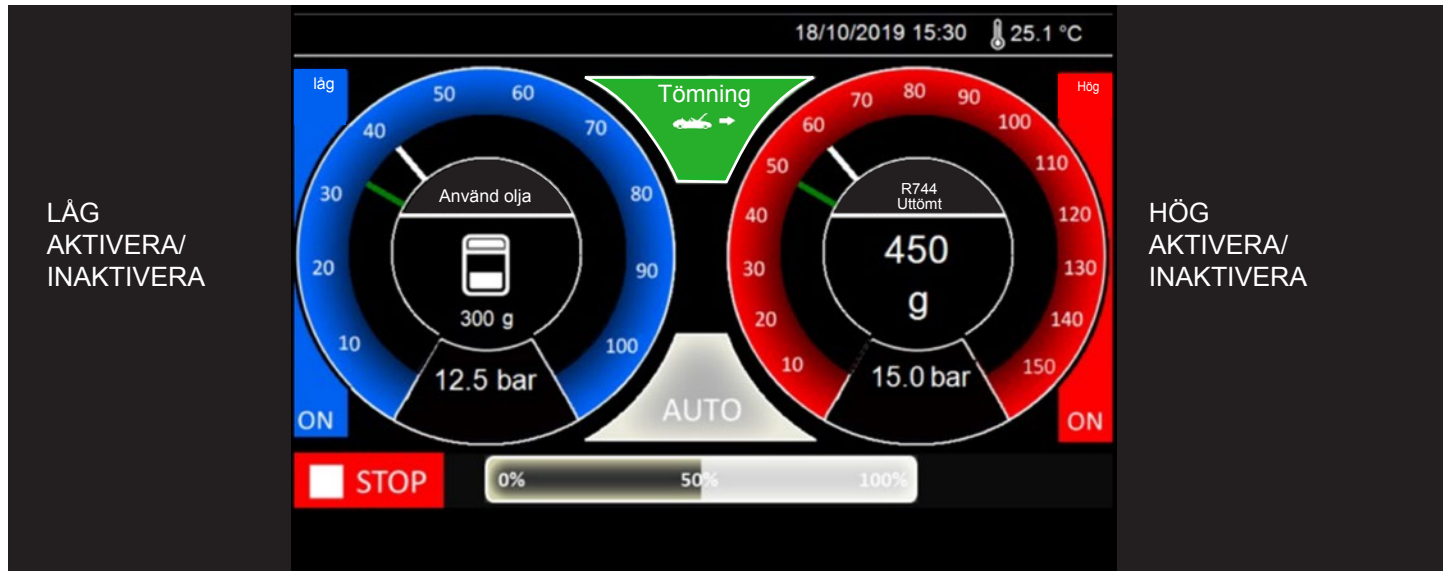 18/10/2019 15:30 25.1 °C
LÅG
AKTIVERA/
INAKTIVERA
låg
10
20
30
40
50
60
70
80
90
100
Använd olja
300 g
12.5 bar
ON
Tömning
AUTO
10
20
30
40
50
60
70
80
90
100
110
120
130
140
150
R744
Uttömt
450
g
15.0 bar
Hög
ON
HÖG
AKTIVERA/
INAKTIVERA
STOP
0% 50% 100%